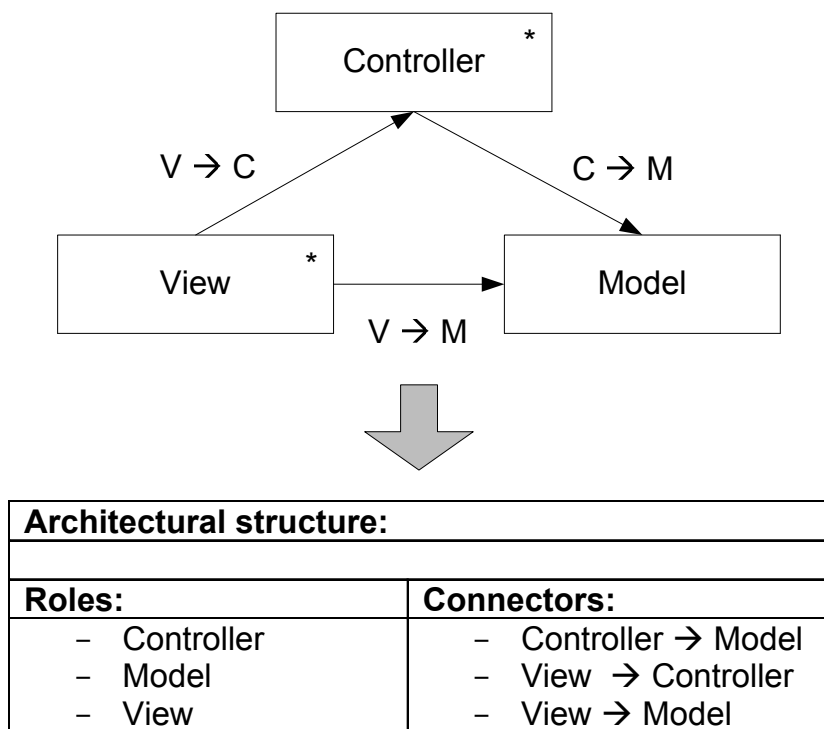 *
Controller
V → C
C → M
*
View
Model
V → M
Architectural structure:
Roles:
Connectors:
- Controller
- Controller → Model
- Model
- View → Controller
- View
- View → Model